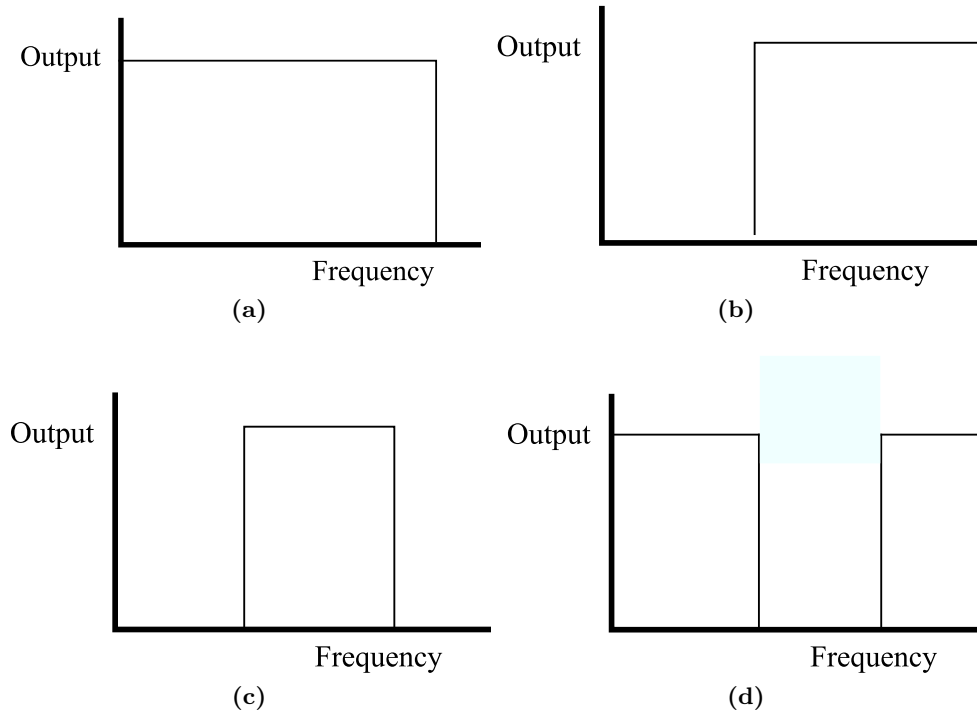 Output
Frequency
(a)
Output
Frequency
(b)
Output
Frequency
(c)
Output
Frequency
(d)